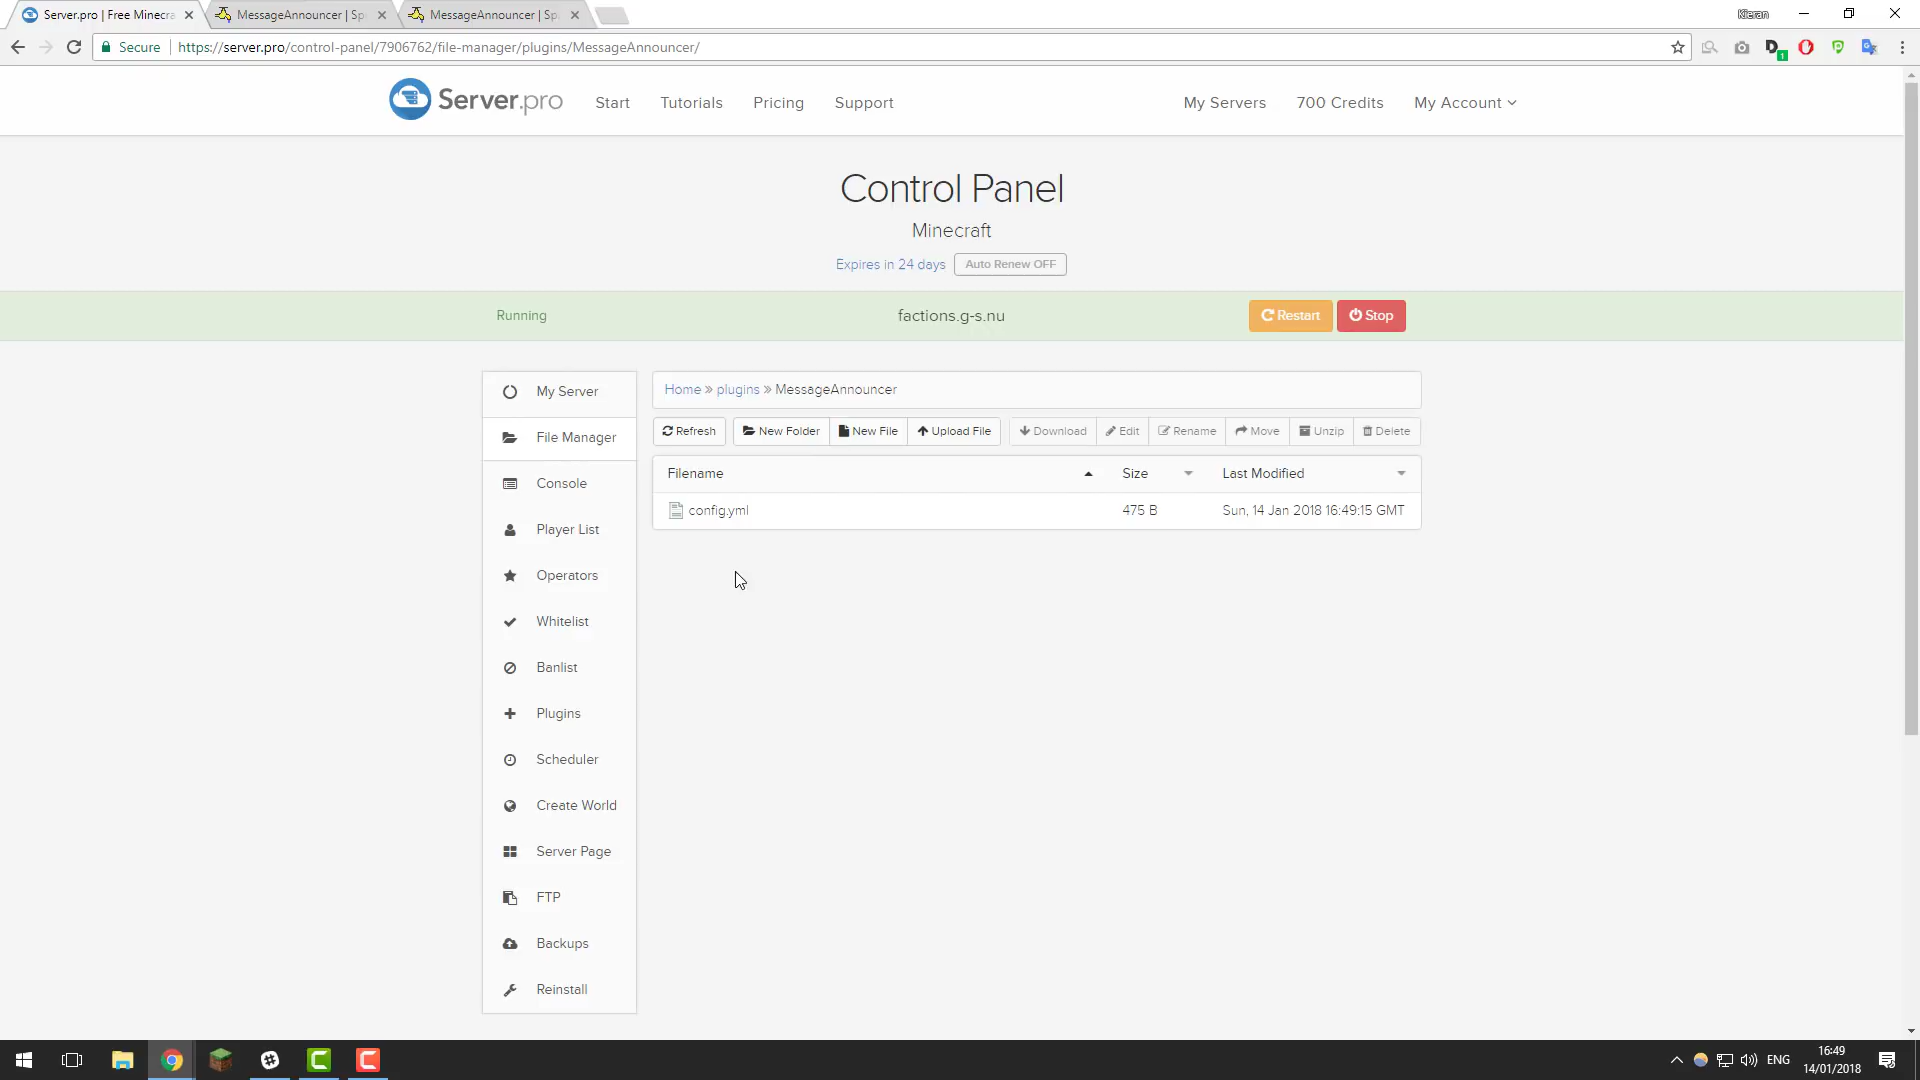 Server.pro | Free Minecra
MessageAnnouncer | Sp
MessageAnnouncer | Sp
Kieran
Secure
https://server.pro/control-panel/7906762/file-manager/plugins/MessageAnnouncer/
Server.pro
Start
Tutorials
Pricing
Support
My Servers
700 Credits
My Account
Control Panel
Minecraft
Expires in 24 days
Auto Renew OFF
Running
factions.g-s.nu
Restart
Stop
My Server
File Manager
Console
Player List
Operators
Whitelist
Banlist
Plugins
Scheduler
Create World
Server Page
FTP
Backups
Reinstall
Home » plugins » MessageAnnouncer
Refresh
New Folder
New File
Upload File
Download
Edit
Rename
Move
Unzip
Delete
Filename
Size
Last Modified
config.yml
475 B
Sun, 14 Jan 2018 16:49:15 GMT
ENG
16:49
14/01/2018